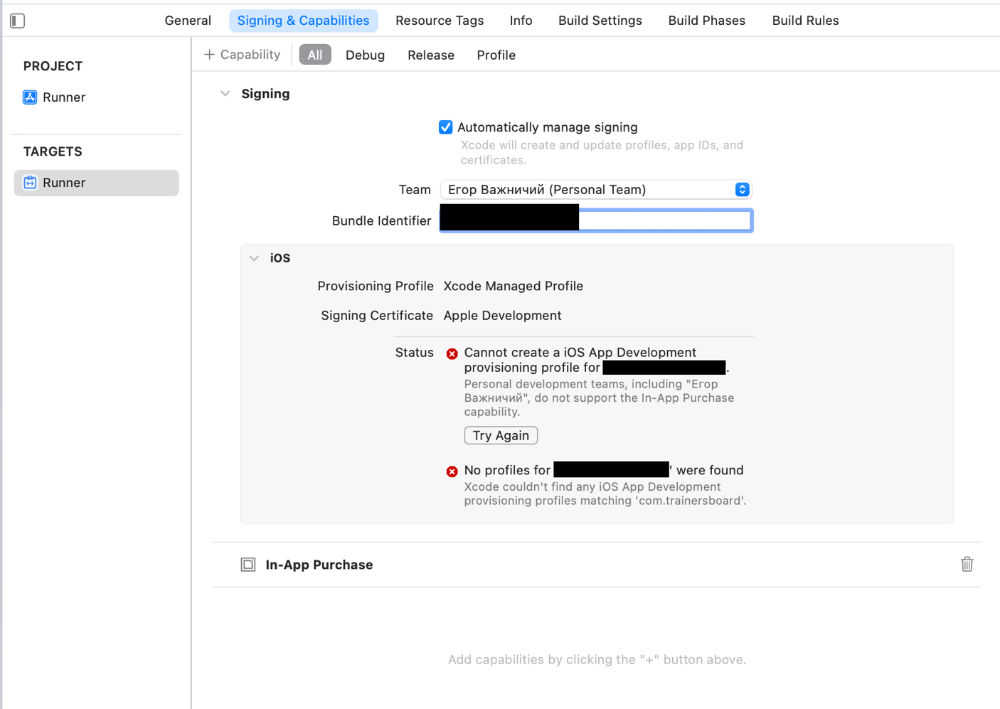 General Signing & Capabilities Resource Tags Info Build Settings Build Phases Build Rules
+ Capability All Debug Release Profile
PROJECT
Runner
TARGETS
Runner
Signing
Automatically manage signing
Xcode will create and update profiles, app IDs, and
certificates.
Team Егор Важничий (Personal Team)
Bundle Identifier
iOS
Provisioning Profile Xcode Managed Profile
Signing Certificate Apple Development
Status Cannot create a iOS App Development
provisioning profile for .
Personal development teams, including "Егор
Важничий", do not support the In-App Purchase
capability.
Try Again
No profiles for ' were found
Xcode couldn't find any iOS App Development
provisioning profiles matching 'com.trainersboard'.
In-App Purchase
Add capabilities by clicking the "+" button above.